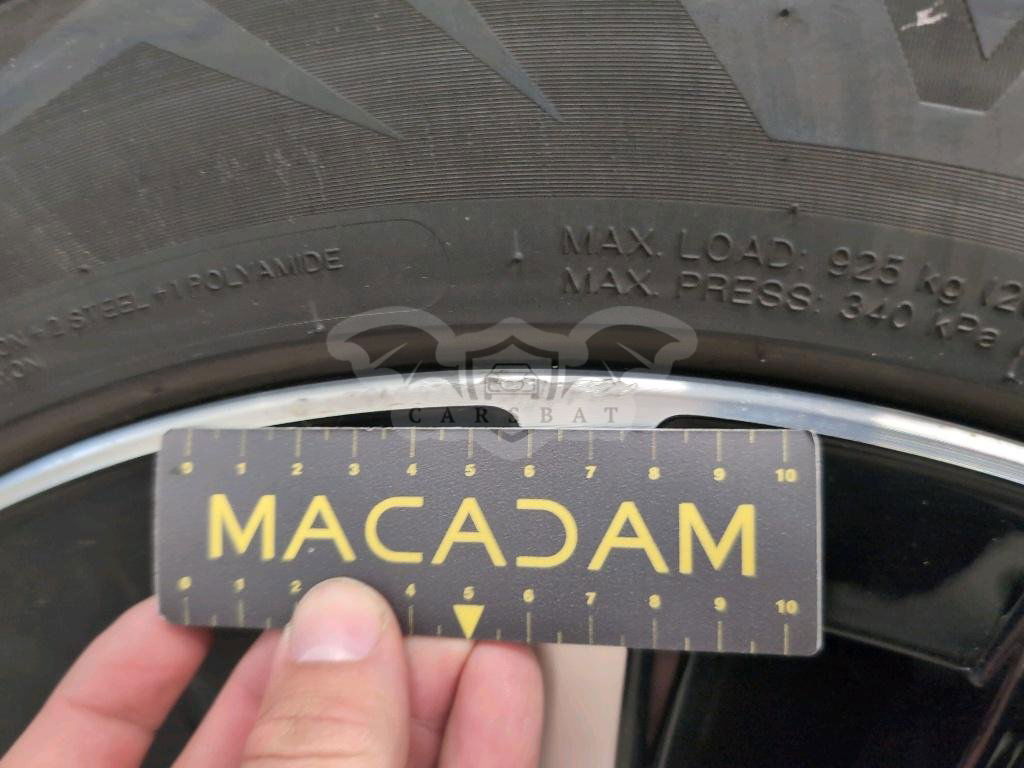 MAX. LOAD: 925 kg
MAX. PRESS: 340 kPa
2 STEEL +1 POLYAMIDE
CARSBAT
0 1 2 3 4 5 6 7 8 9 10
MACADAM
0 1 2 4 5 6 7 8 9 10